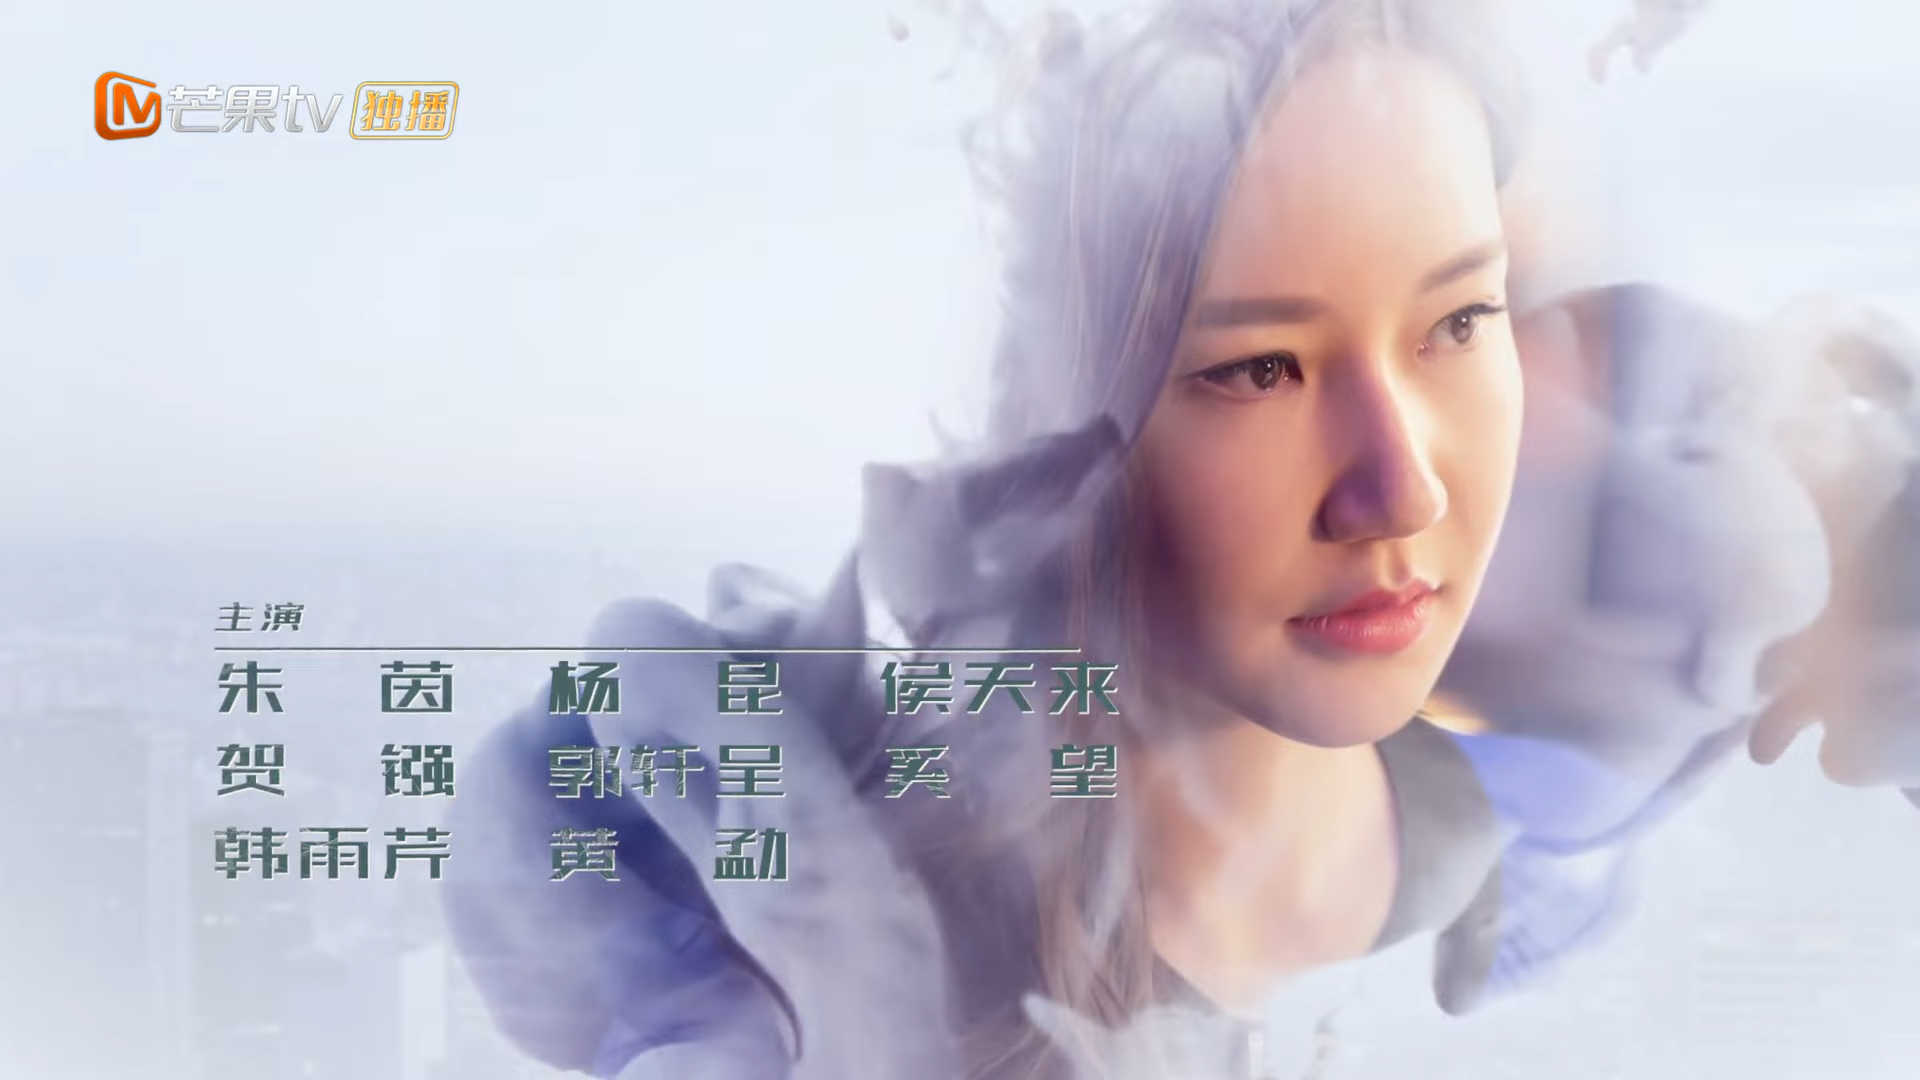 芒果tv 独播
主演
朱茵 杨昆 侯天来
贺镪 郭轩呈 奚望
韩雨芹 黄勐